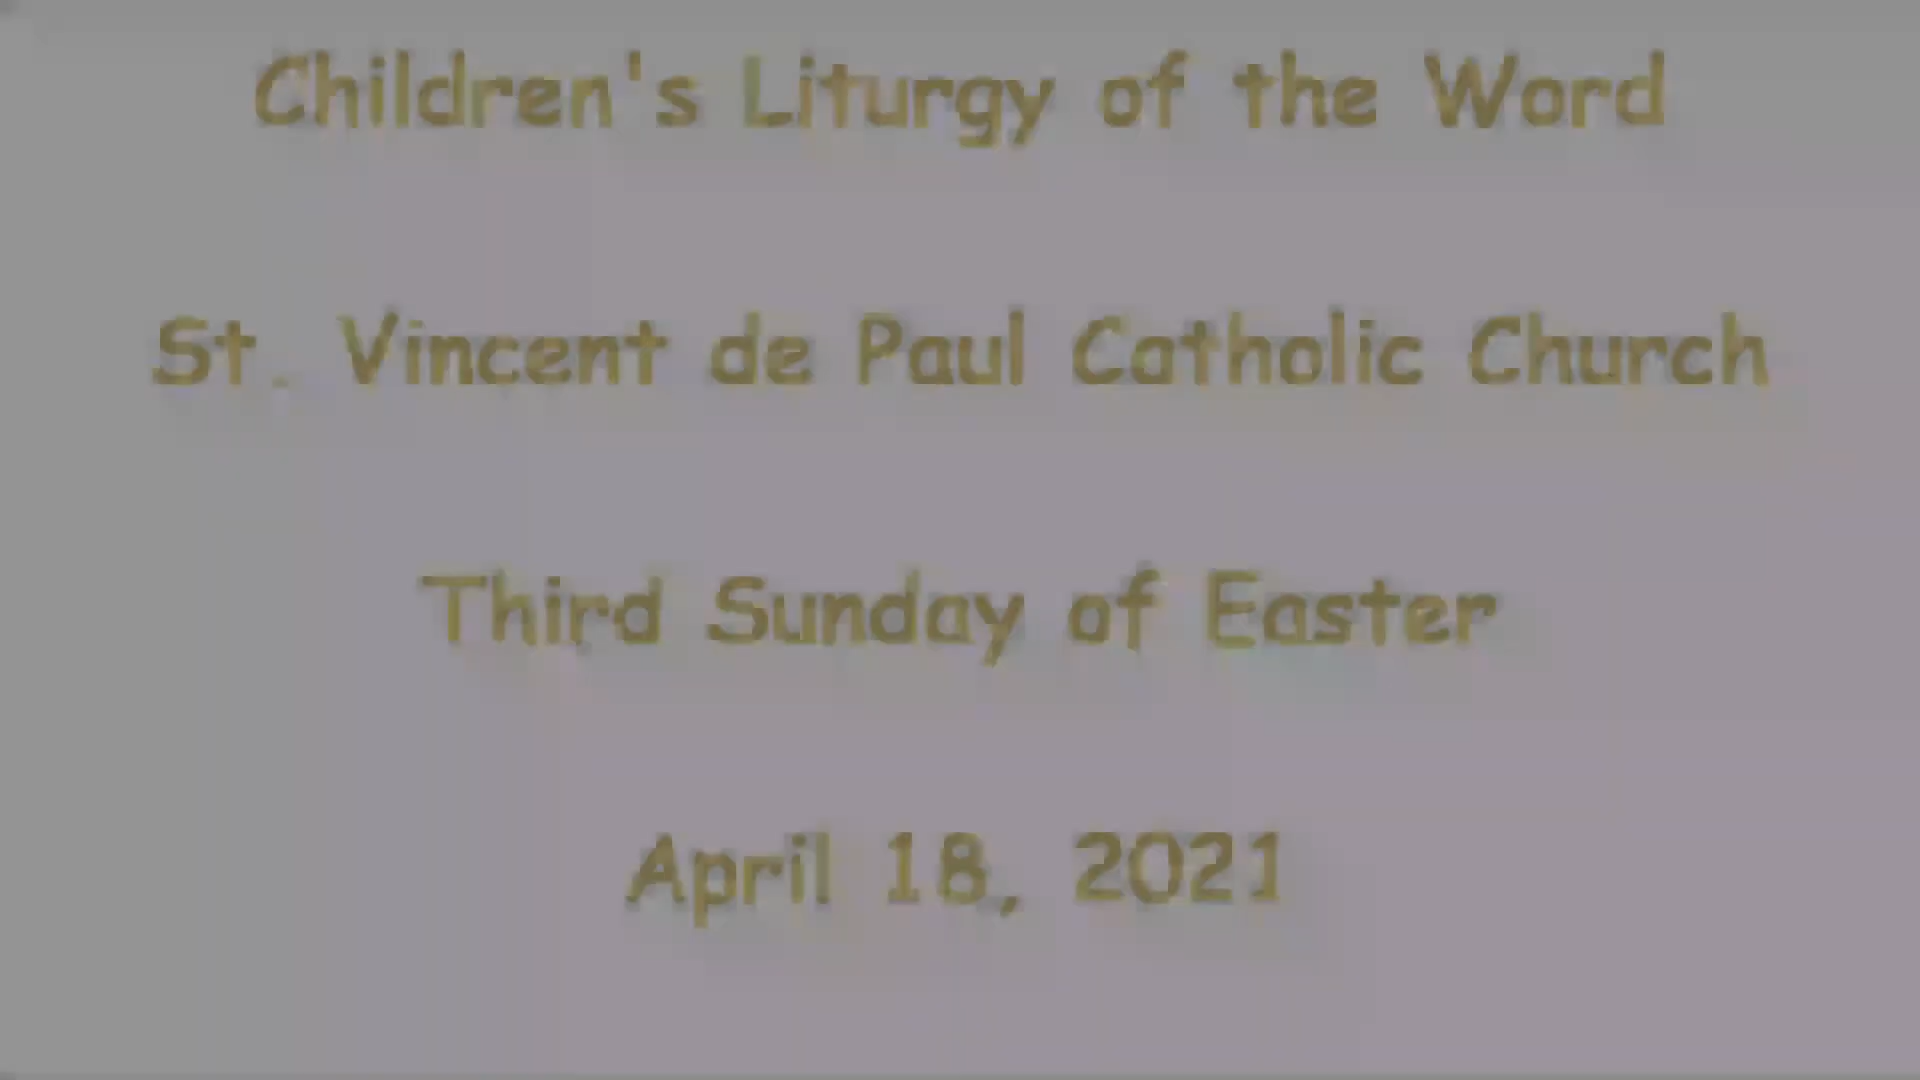 Children's Liturgy of the Word
St. Vincent de Paul Catholic Church
Third Sunday of Easter
April 18, 2021